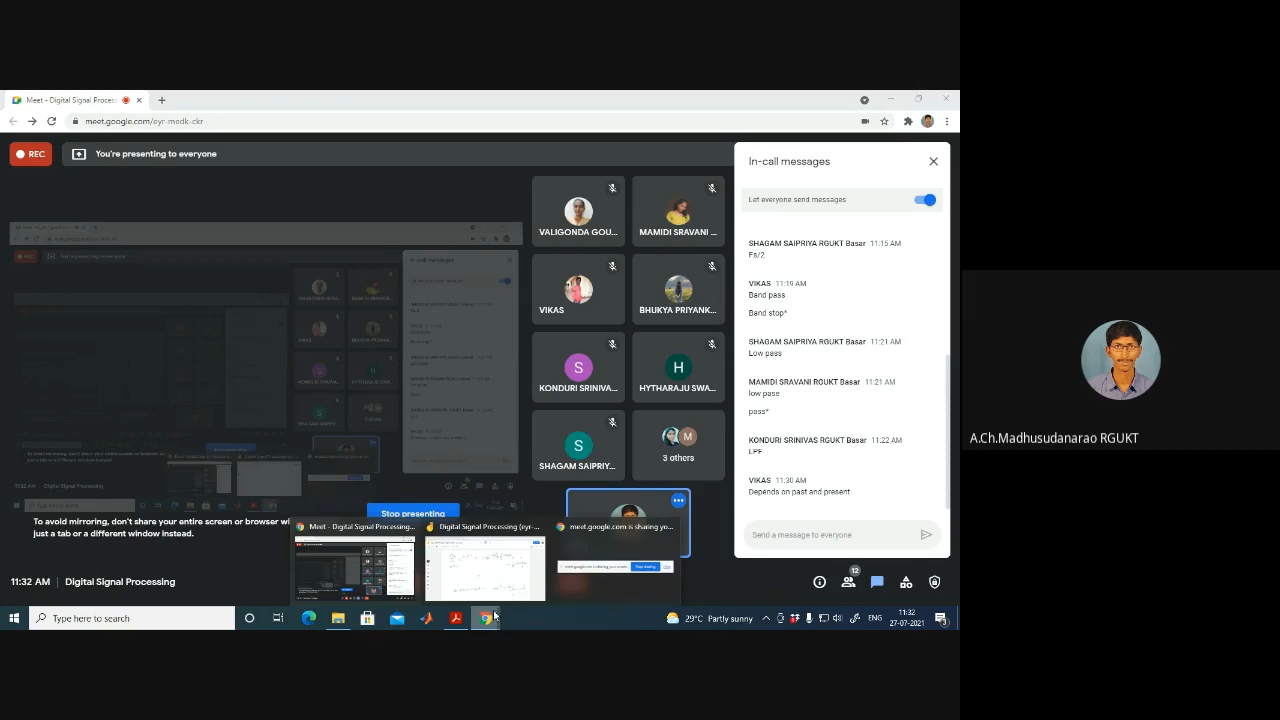 Meet - Digital Signal Process
meet.google.com/eyr-medk-ckr
REC
You're presenting to everyone
In-call messages
Let everyone send messages
SHAGAM SAIPRIYA RGUKT Basar 11:15 AM
Fs/2
VIKAS 11:19 AM
Band pass
Band stop*
SHAGAM SAIPRIYA RGUKT Basar 11:21 AM
Low pass
MAMIDI SRAVANI RGUKT Basar 11:21 AM
low pase
pass*
KONDURI SRINIVAS RGUKT Basar 11:22 AM
LPF
VIKAS 11:30 AM
Depends on past and present
Send a message to everyone
VALIGONDA GOU...
MAMIDI SRAVANI ...
VIKAS
BHUKYA PRIYANK...
S
KONDURI SRINIVA...
H
HYTHARAJU SWA...
S
SHAGAM SAIPRIY...
M
3 others
Stop presenting
To avoid mirroring, don't share your entire screen or browser wi
just a tab or a different window instead.
Meet - Digital Signal Processing...
Digital Signal Processing (eyr-...
meet.google.com is sharing yo...
Stop sharing
11:32 AM | Digital Signal Processing
12
Type here to search
29°C Partly sunny
ENG
11:32
27-07-2021
3
A.Ch.Madhusudanarao RGUKT